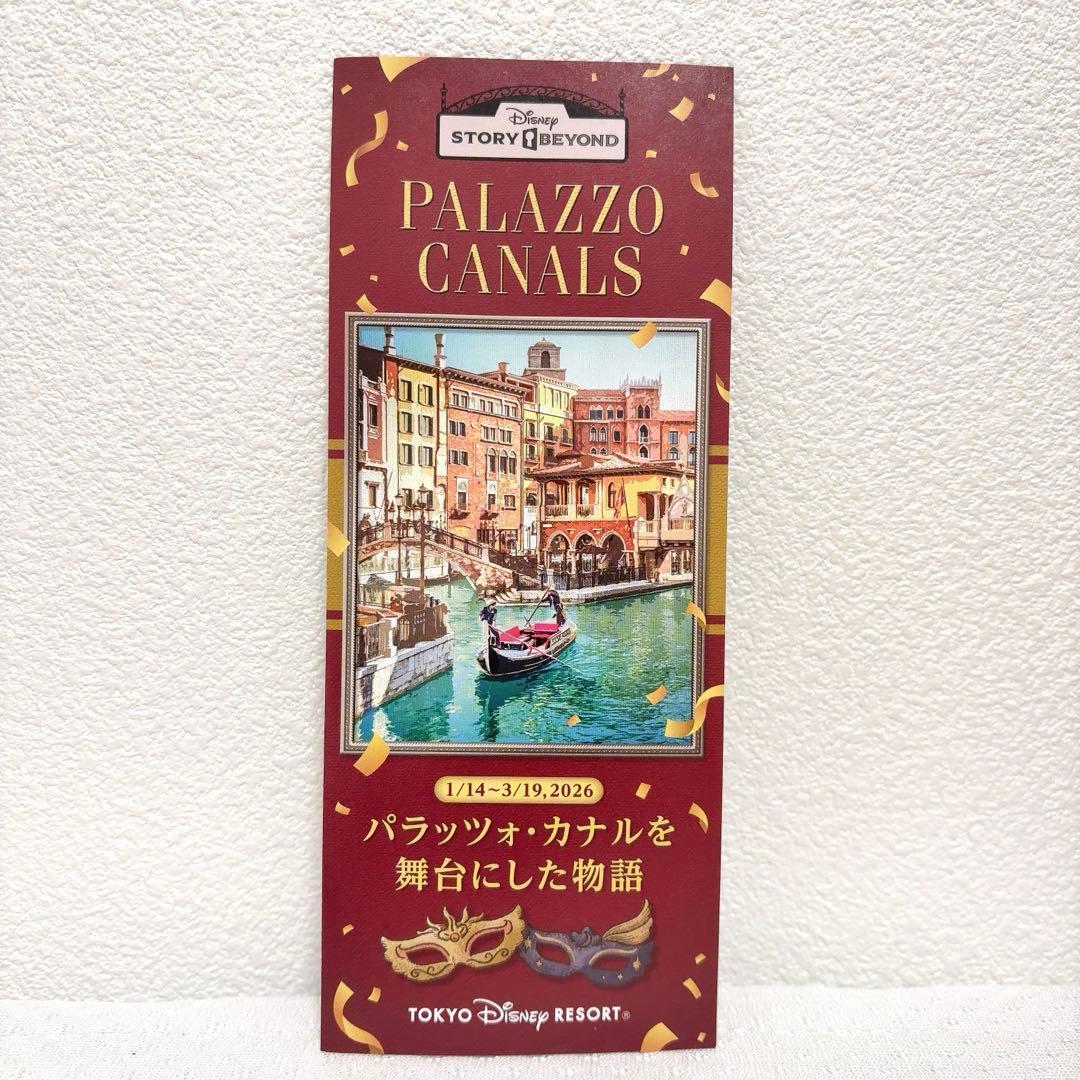 Disney
STORY BEYOND
PALAZZO
CANALS
1/14~3/19,2026
パラッツォ・カナルを
舞台にした物語
TOKYO Disney RESORT®